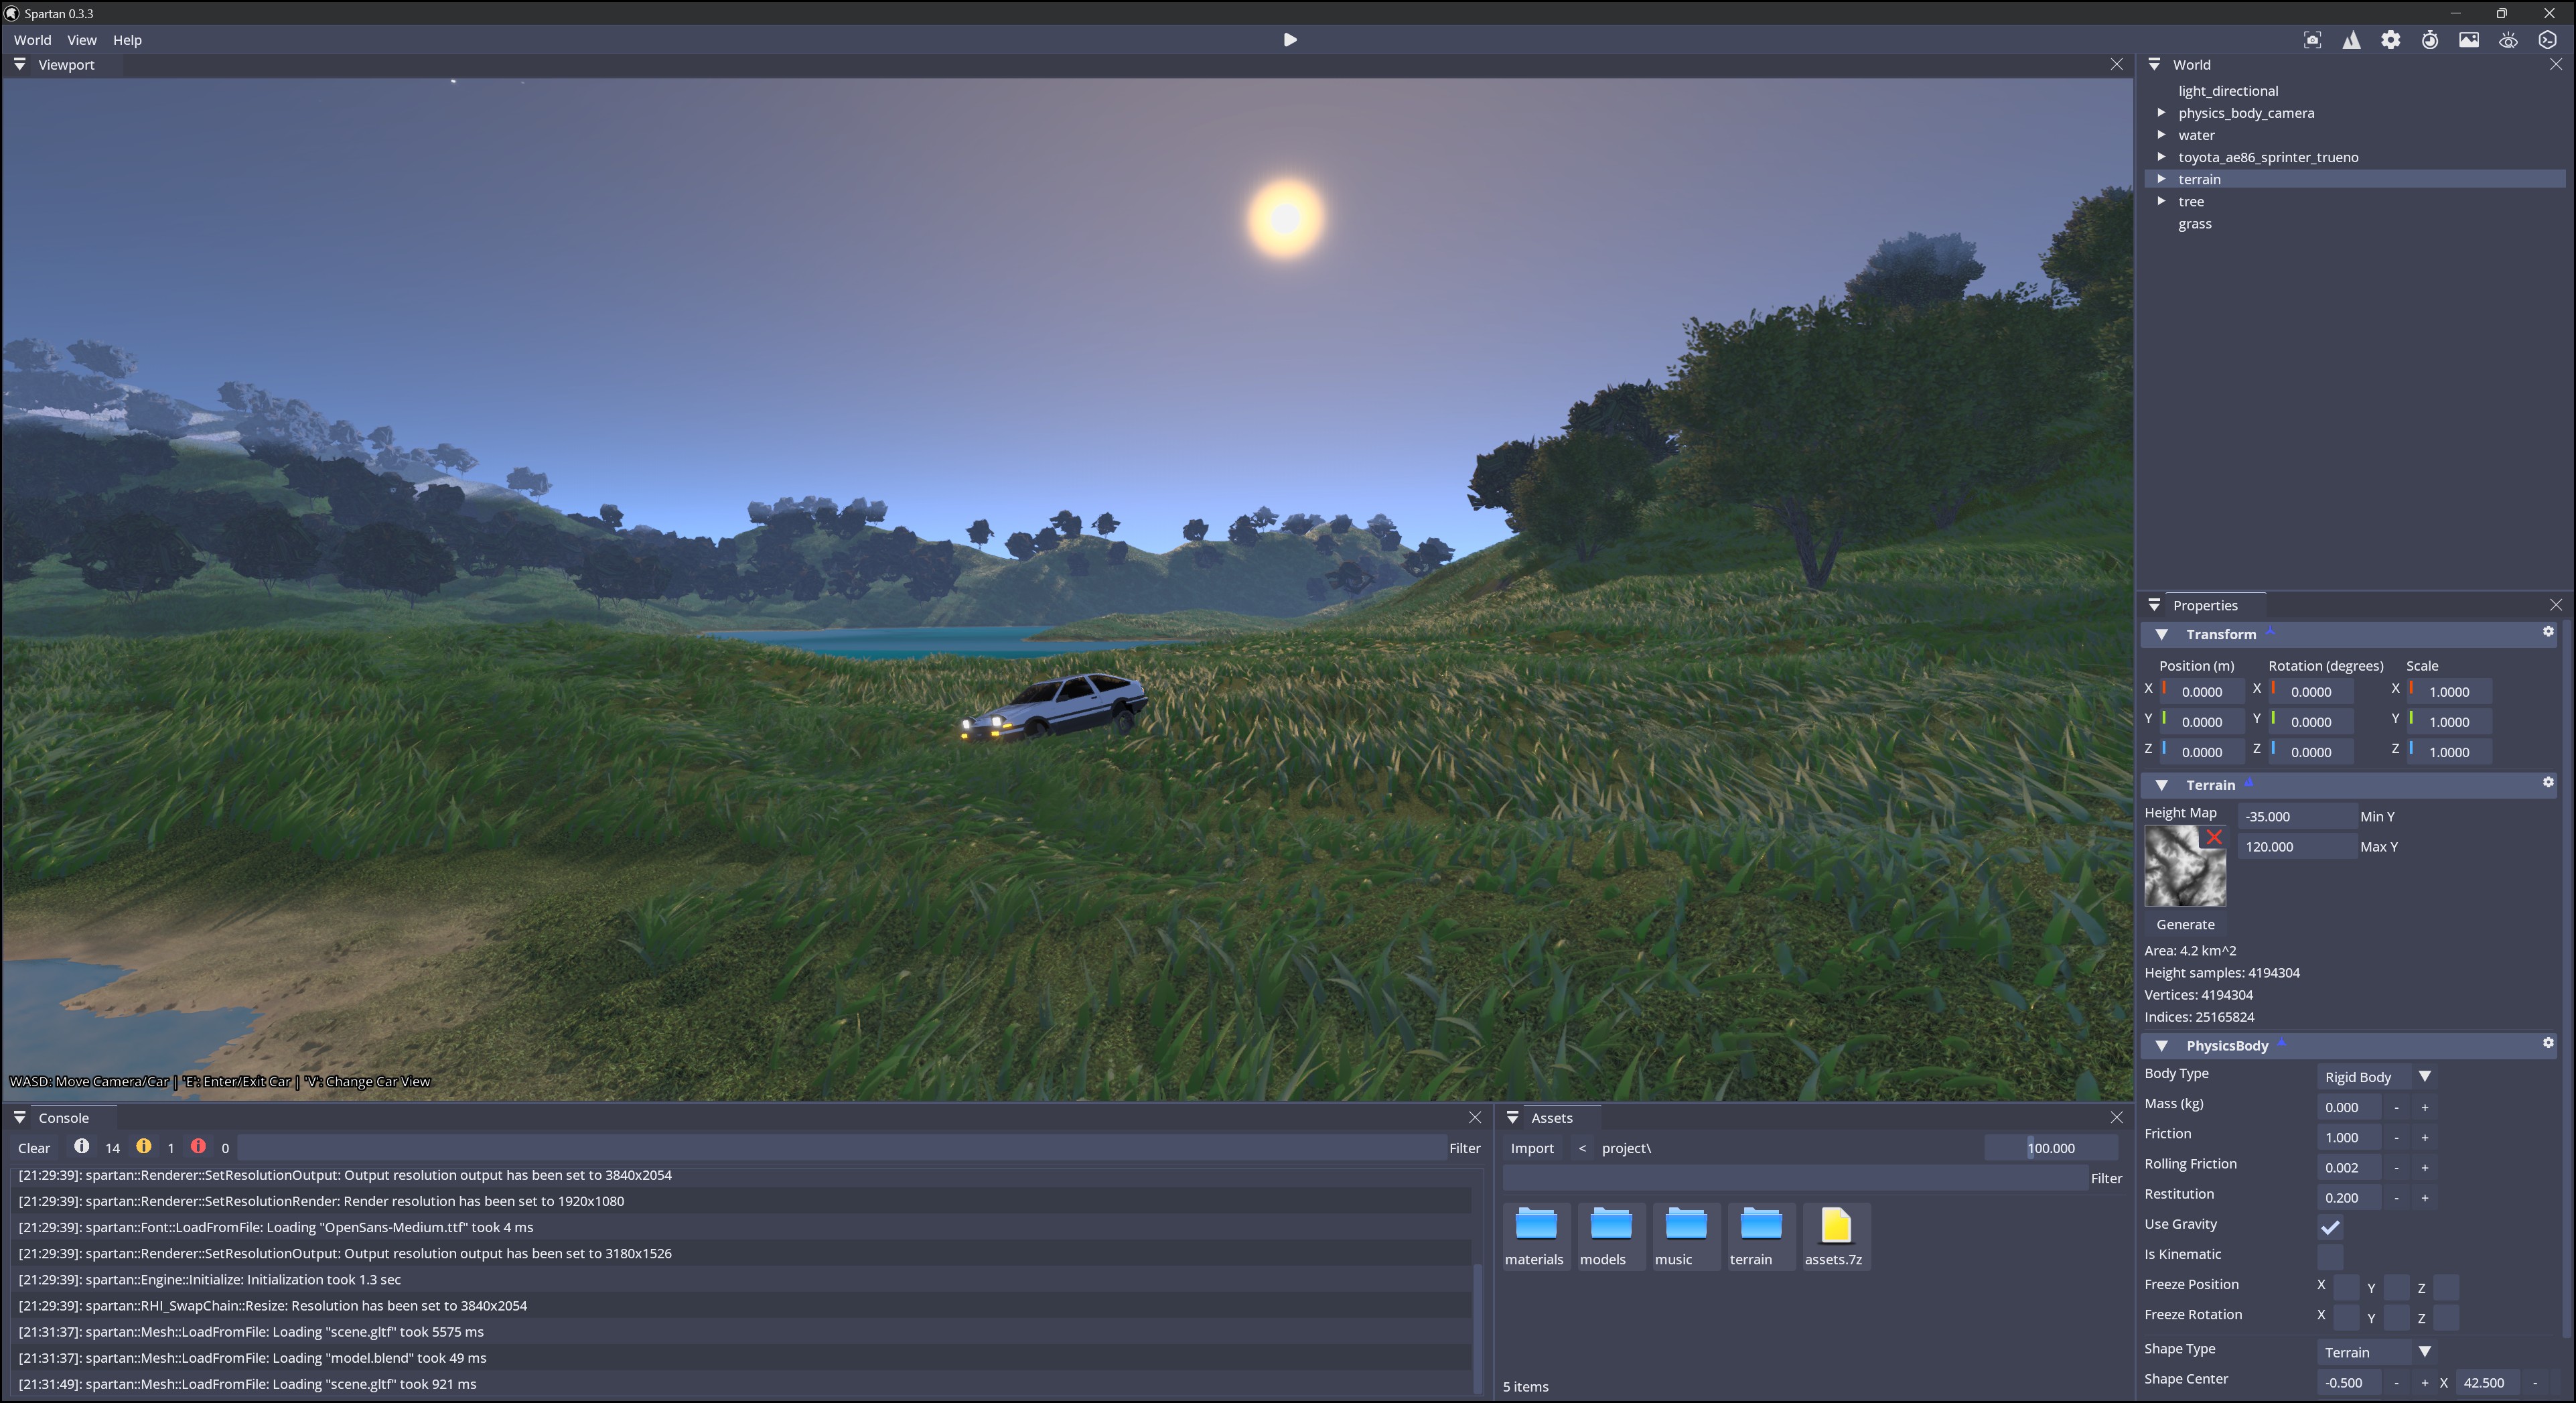 Spartan 0.3.3
World View Help
Viewport
WASD: Move Camera/Car | 'E': Enter/Exit Car | 'V': Change Car View
World
light_directional
physics_body_camera
water
toyota_ae86_sprinter_trueno
terrain
tree
grass
Properties
Transform
Position (m) Rotation (degrees) Scale
X 0.0000 X 0.0000 X 1.0000
Y 0.0000 Y 0.0000 Y 1.0000
Z 0.0000 Z 0.0000 Z 1.0000
Terrain
Height Map
-35.000 Min Y
120.000 Max Y
Generate
Area: 4.2 km^2
Height samples: 4194304
Vertices: 4194304
Indices: 25165824
PhysicsBody
Body Type Rigid Body
Mass (kg) 0.000 - +
Friction 1.000 - +
Rolling Friction 0.002 - +
Restitution 0.200 - +
Use Gravity
Is Kinematic
Freeze Position X Y Z
Freeze Rotation X Y Z
Shape Type Terrain
Shape Center -0.500 - + X 42.500 -
Console
Clear 14 1 0 Filter
[21:29:39]: spartan::Renderer::SetResolutionOutput: Output resolution output has been set to 3840x2054
[21:29:39]: spartan::Renderer::SetResolutionRender: Render resolution has been set to 1920x1080
[21:29:39]: spartan::Font::LoadFromFile: Loading "OpenSans-Medium.ttf" took 4 ms
[21:29:39]: spartan::Renderer::SetResolutionOutput: Output resolution output has been set to 3180x1526
[21:29:39]: spartan::Engine::Initialize: Initialization took 1.3 sec
[21:29:39]: spartan::RHI_SwapChain::Resize: Resolution has been set to 3840x2054
[21:31:37]: spartan::Mesh::LoadFromFile: Loading "scene.gltf" took 5575 ms
[21:31:37]: spartan::Mesh::LoadFromFile: Loading "model.blend" took 49 ms
[21:31:49]: spartan::Mesh::LoadFromFile: Loading "scene.gltf" took 921 ms
Assets
Import < project\ 100.000
Filter
materials models music terrain assets.7z
5 items